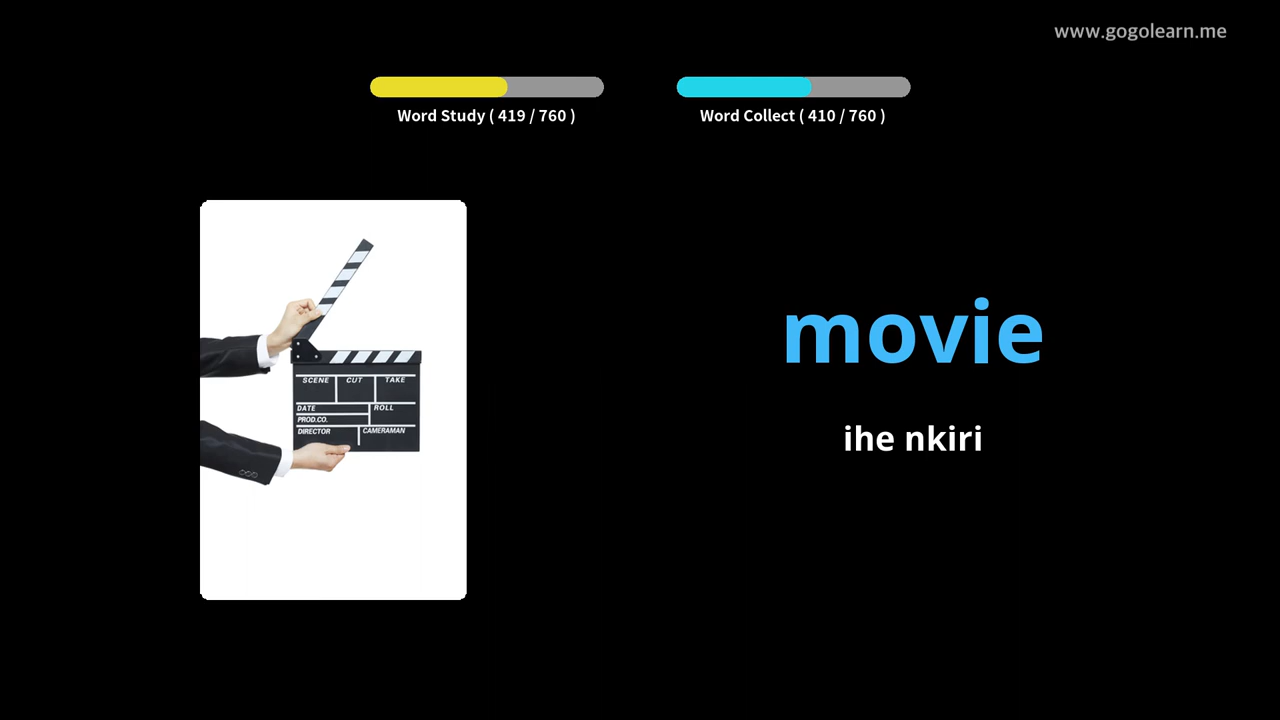 www.gogolearn.me
Word Study ( 419 / 760 )
Word Collect ( 410 / 760 )
movie
ihe nkiri
SCENE CUT TAKE
DATE ROLL
PROD.CO.
DIRECTOR CAMERAMAN